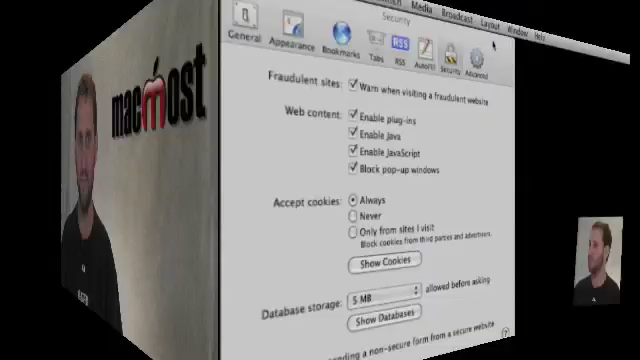 Media Broadcast Layout Window Help
Security
General Appearance Bookmarks Tabs RSS AutoFill Security Advanced
RSS
macmost
Fraudulent sites: Warn when visiting a fraudulent website
Web content: Enable plug-ins
Enable Java
Enable JavaScript
Block pop-up windows
Accept cookies: Always
Never
Only from sites I visit
Block cookies from third parties and advertisers.
Show Cookies
Database storage: 5 MB allowed before asking
Show Databases
sending a non-secure form from a secure website
?